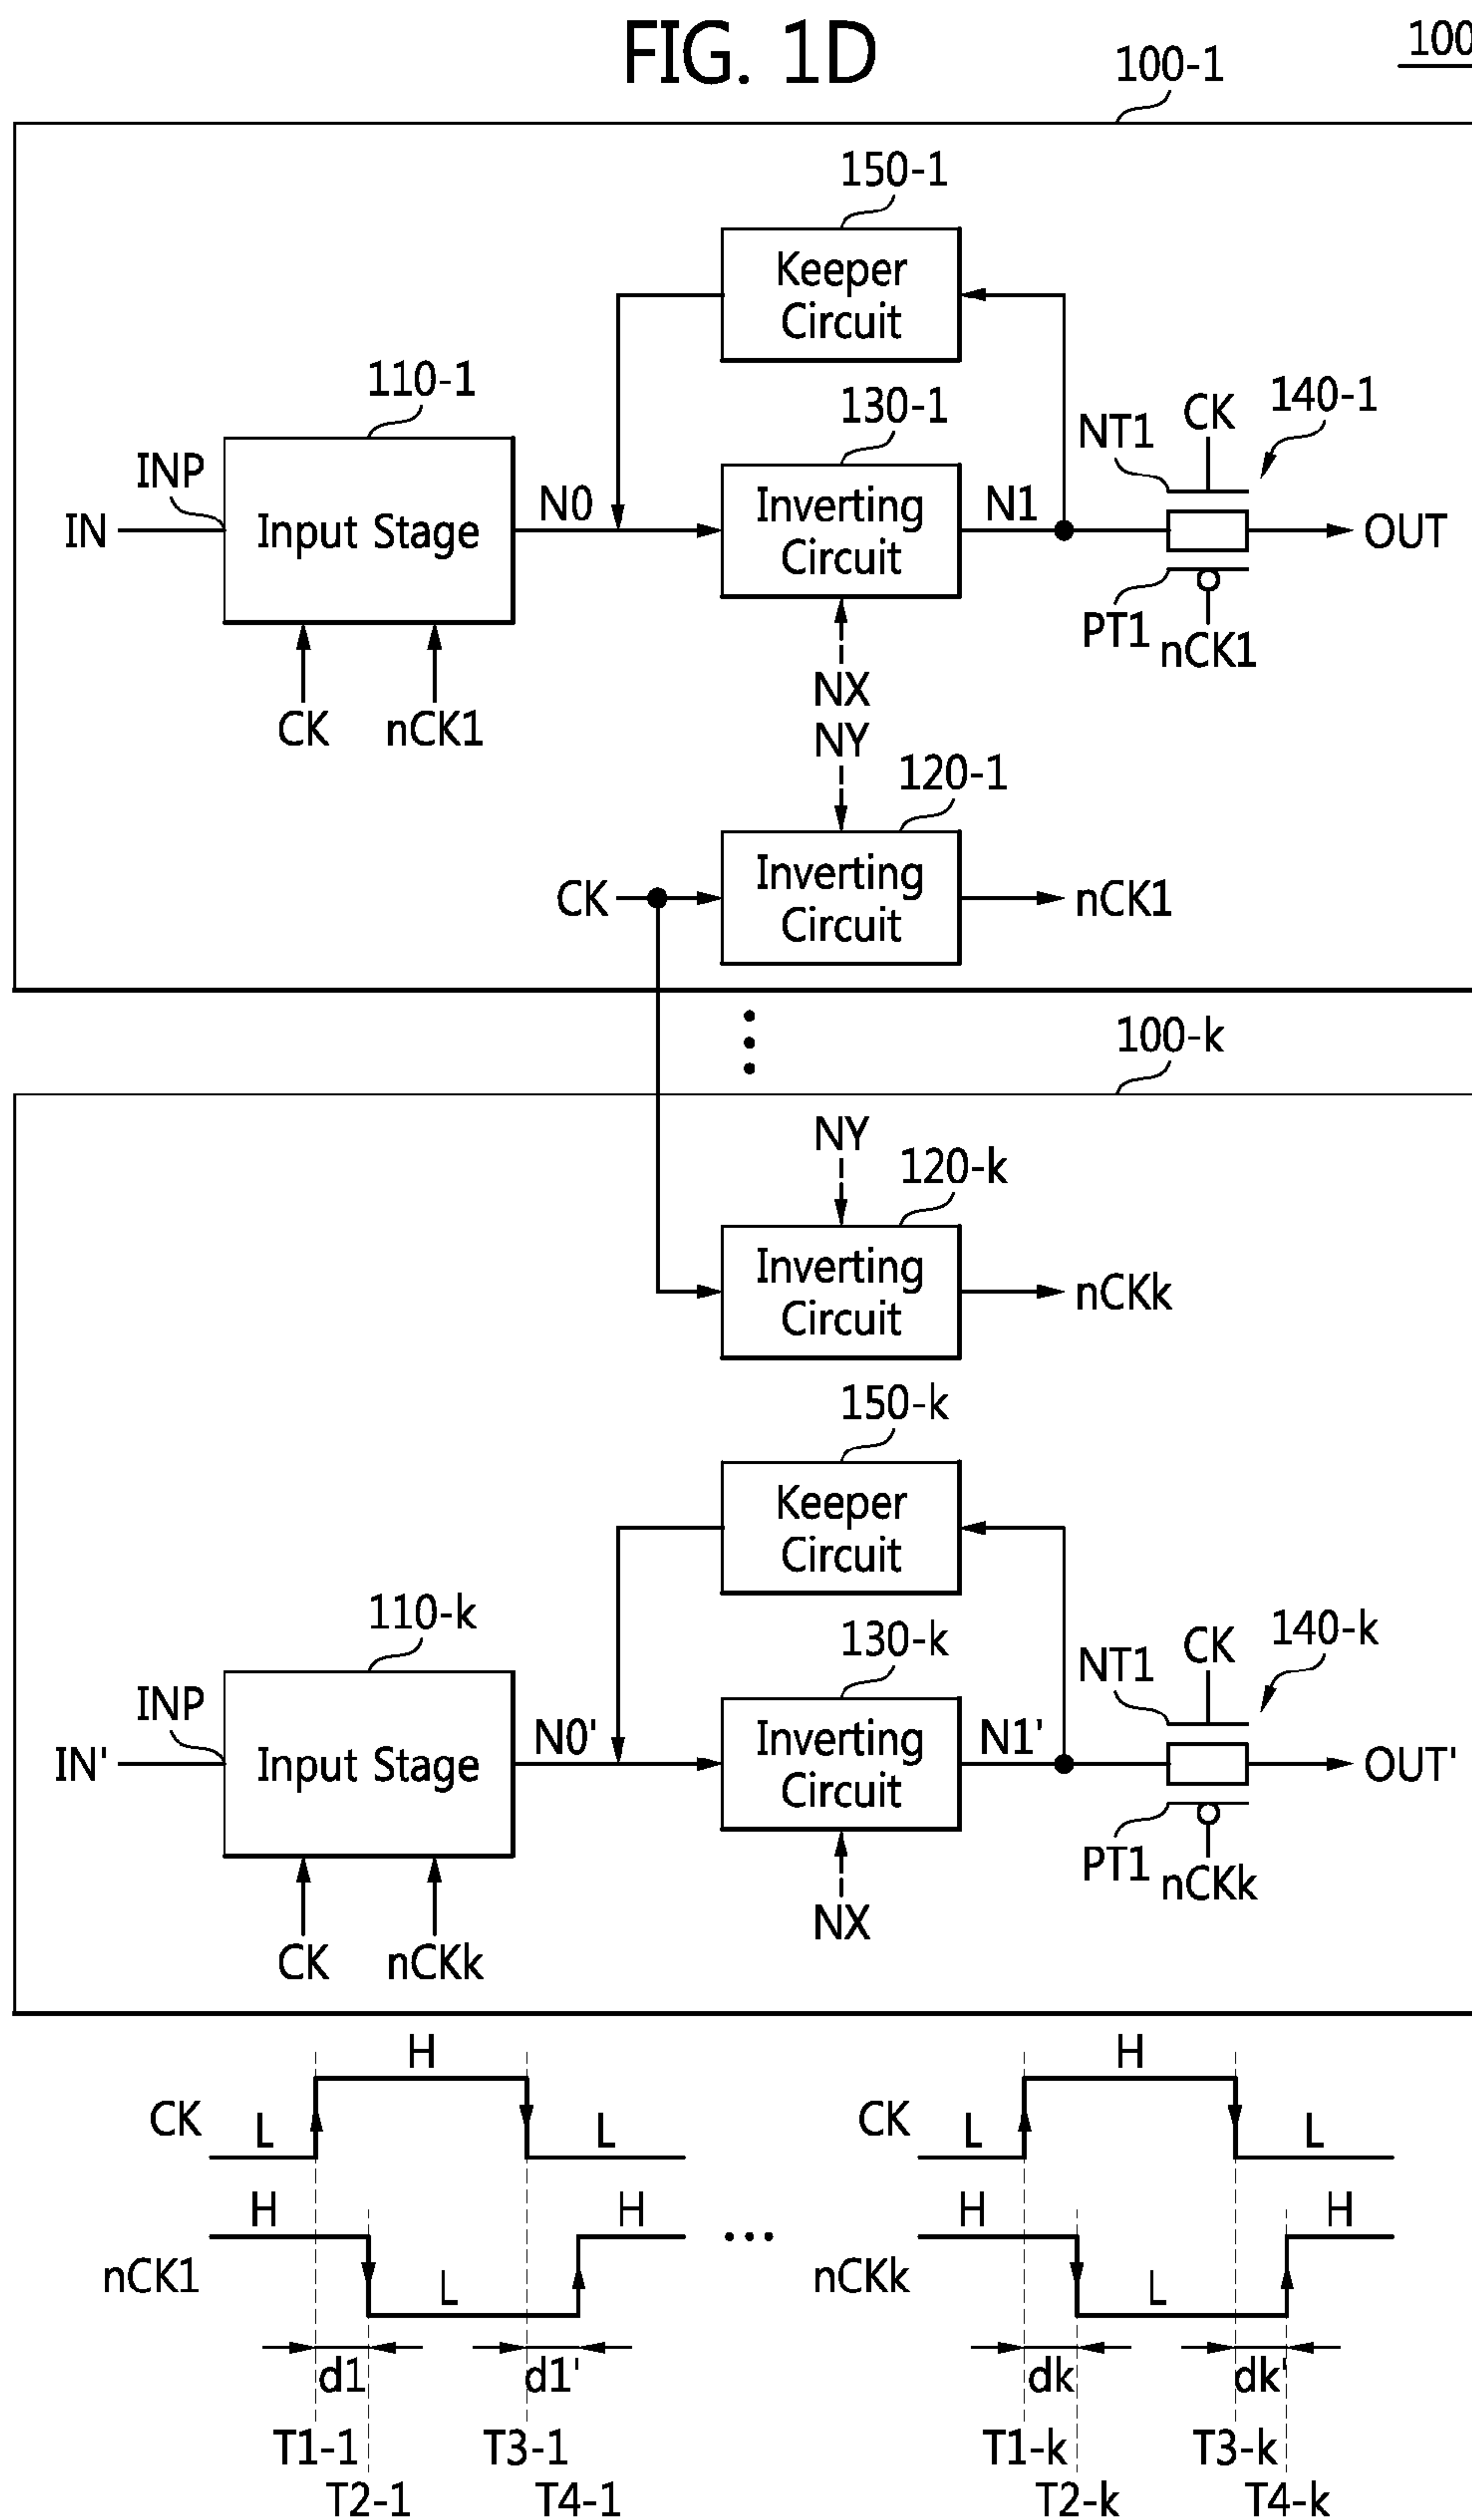 FIG. 1D
100
100-1
150-1
Keeper
Circuit
110-1
130-1
NT1
CK
140-1
INP
IN
Input Stage
N0
Inverting
Circuit
N1
OUT
PT1
nCK1
CK
nCK1
NX
NY
120-1
CK
Inverting
Circuit
nCK1
100-k
NY
120-k
Inverting
Circuit
nCKk
150-k
Keeper
Circuit
110-k
130-k
NT1
CK
140-k
INP
IN'
Input Stage
N0'
Inverting
Circuit
N1'
OUT'
PT1
nCKk
CK
nCKk
NX
CK
L
H
L
CK
L
H
L
nCK1
H
L
H
nCKk
H
L
H
d1
d1'
dk
dk'
T1-1
T3-1
T1-k
T3-k
T2-1
T4-1
T2-k
T4-k